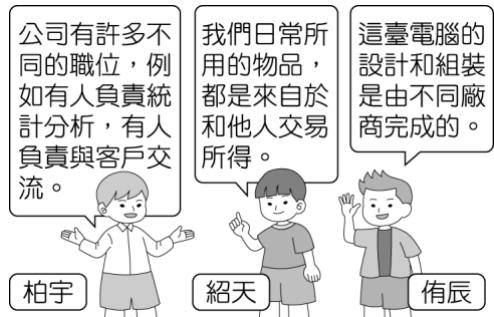 公司有許多不
同的職位，例
如有人負責統
計分析，有人
負責與客戶交
流。
我們日常所
用的物品，
都是來自於
和他人交易
所得。
這臺電腦的
設計和組裝
是由不同廠
商完成的。
柏宇
紹天
侑辰